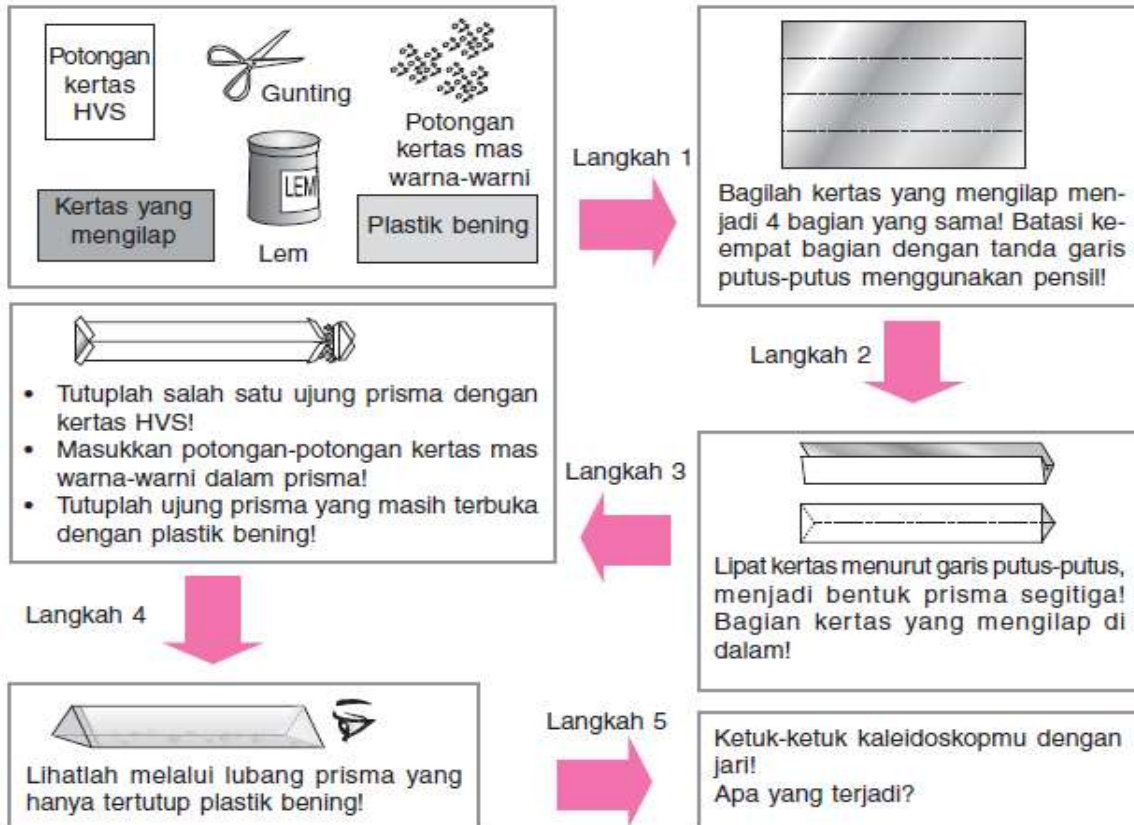 Potongan
kertas
HVS
Gunting
Potongan
kertas mas
warna-warni
LEM
Kertas yang
mengilap
Lem
Plastik bening
Langkah 1
Bagilah kertas yang mengilap men-
jadi 4 bagian yang sama! Batasi ke-
empat bagian dengan tanda garis
putus-putus menggunakan pensil!
Langkah 2
Lipat kertas menurut garis putus-putus,
menjadi bentuk prisma segitiga!
Bagian kertas yang mengilap di
dalam!
Langkah 3
• Tutuplah salah satu ujung prisma dengan
kertas HVS!
• Masukkan potongan-potongan kertas mas
warna-warni dalam prisma!
• Tutuplah ujung prisma yang masih terbuka
dengan plastik bening!
Langkah 4
Lihatlah melalui lubang prisma yang
hanya tertutup plastik bening!
Langkah 5
Ketuk-ketuk kaleidoskopmu dengan
jari!
Apa yang terjadi?